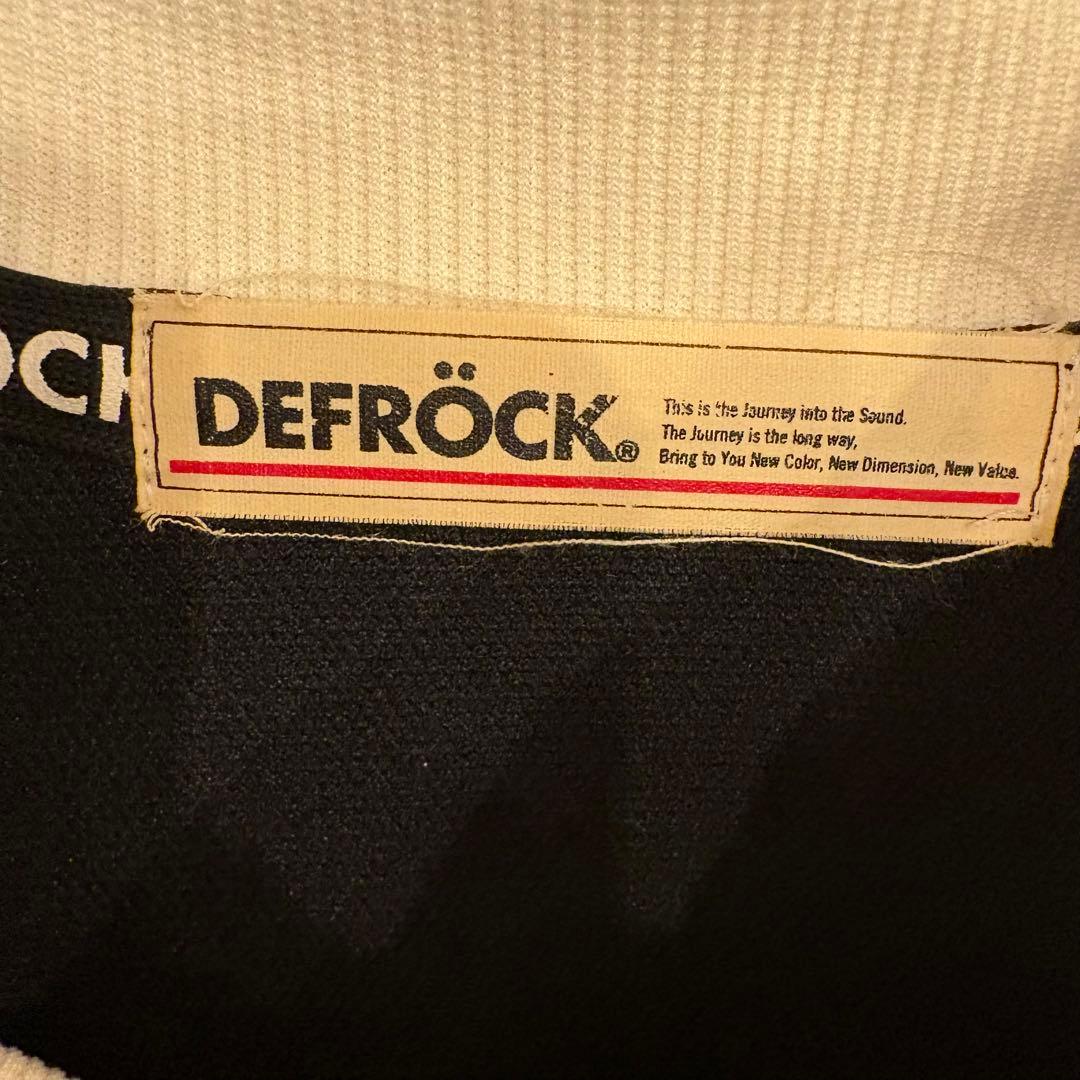 OCK
DEFRÖCK®
This is the Journey into the Sound.
The Journey is the long way,
Bring to You New Color, New Dimension, New Value.